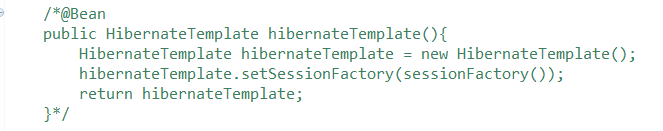 /*@Bean
public HibernateTemplate hibernateTemplate(){
    HibernateTemplate hibernateTemplate = new HibernateTemplate();
    hibernateTemplate.setSessionFactory(sessionFactory());
    return hibernateTemplate;
}*/